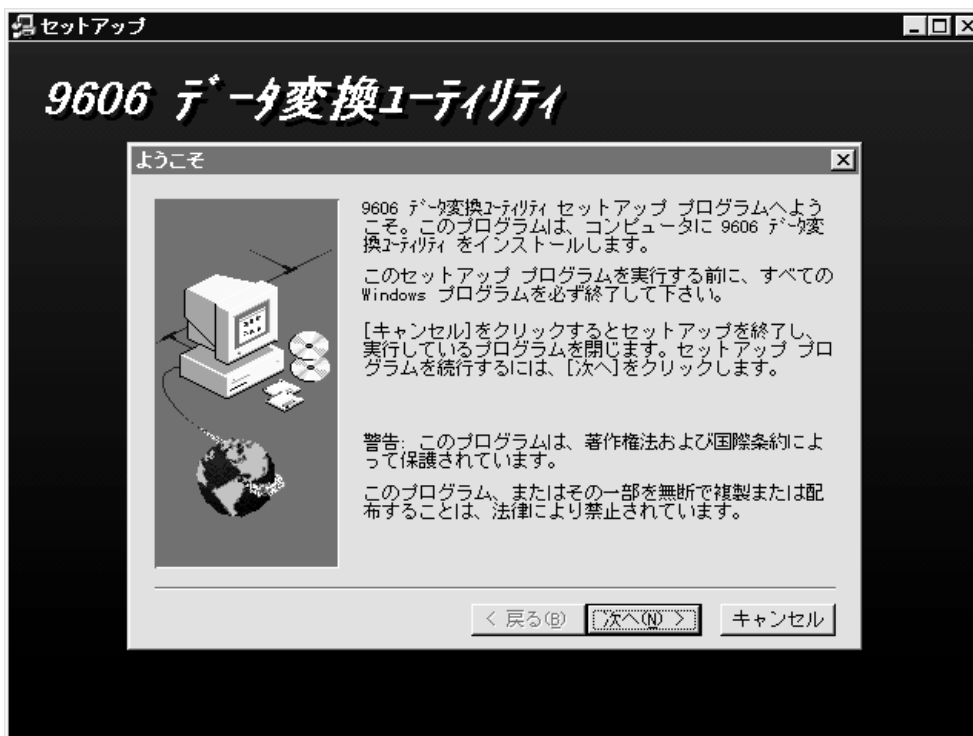 セットアップ
9606 ﾃﾞｰﾀ変換ﾕｰﾃｨﾘﾃｨ
ようこそ
9606 ﾃﾞｰﾀ変換ﾕｰﾃｨﾘﾃｨ セットアップ プログラムへよう
こそ。このプログラムは、コンピュータに 9606 ﾃﾞｰﾀ変
換ﾕｰﾃｨﾘﾃｨ をインストールします。
このセットアップ プログラムを実行する前に、すべての
Windows プログラムを必ず終了して下さい。
[キャンセル]をクリックするとセットアップを終了し、
実行しているプログラムを閉じます。セットアップ プロ
グラムを続行するには、[次へ]をクリックします。
警告: このプログラムは、著作権法および国際条約によ
って保護されています。
このプログラム、またはその一部を無断で複製または配
布することは、法律により禁止されています。
< 戻る(B) 次へ(N) > キャンセル